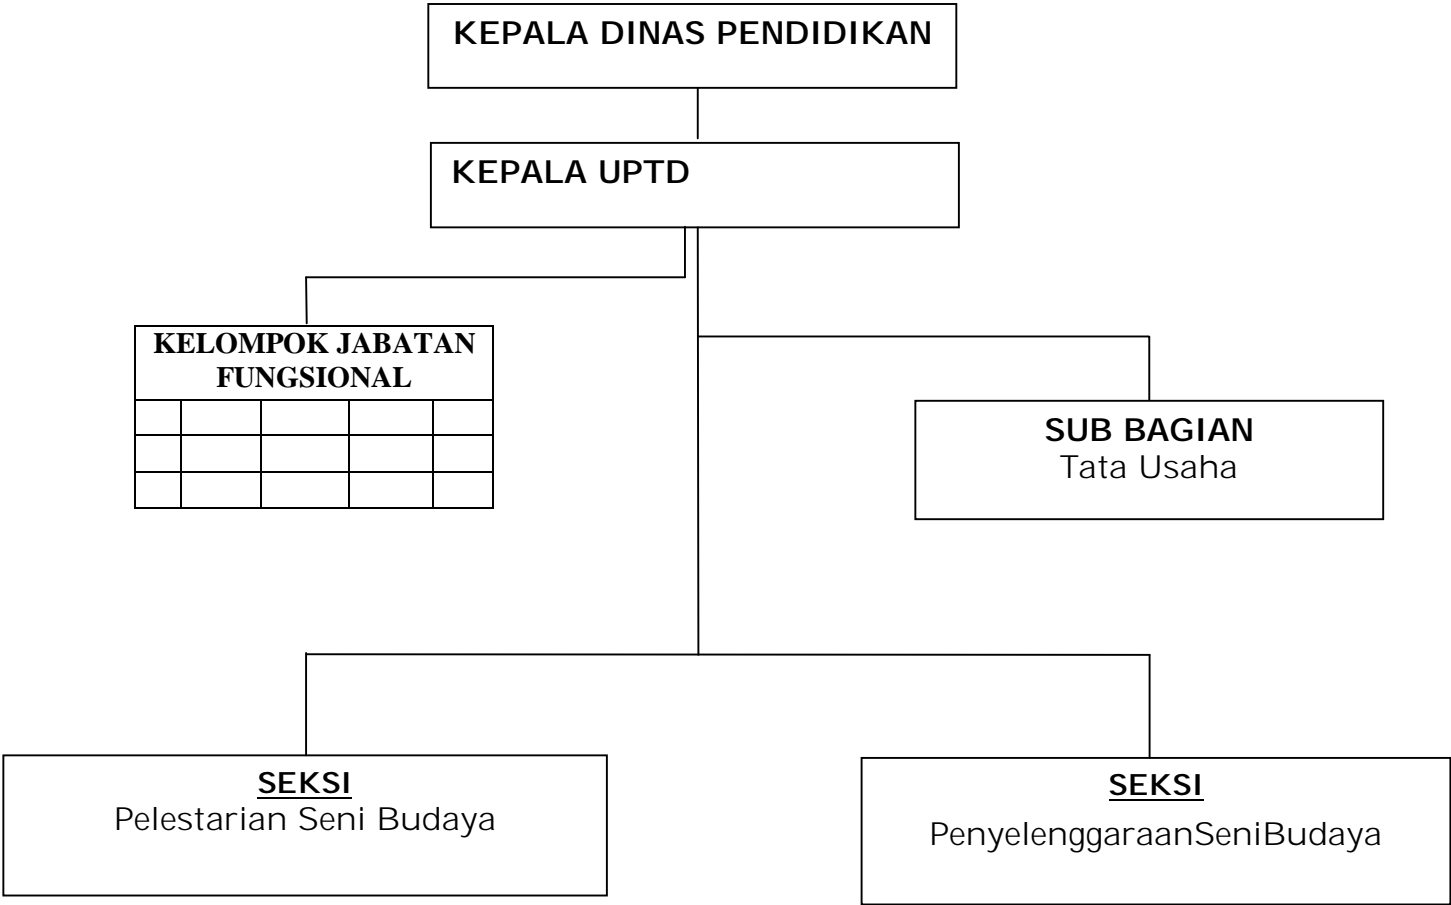 KEPALA DINAS PENDIDIKAN
KEPALA UPTD
KELOMPOK JABATAN
FUNGSIONAL
SUB BAGIAN
Tata Usaha
SEKSI
Pelestarian Seni Budaya
SEKSI
PenyelenggaraanSeniBudaya